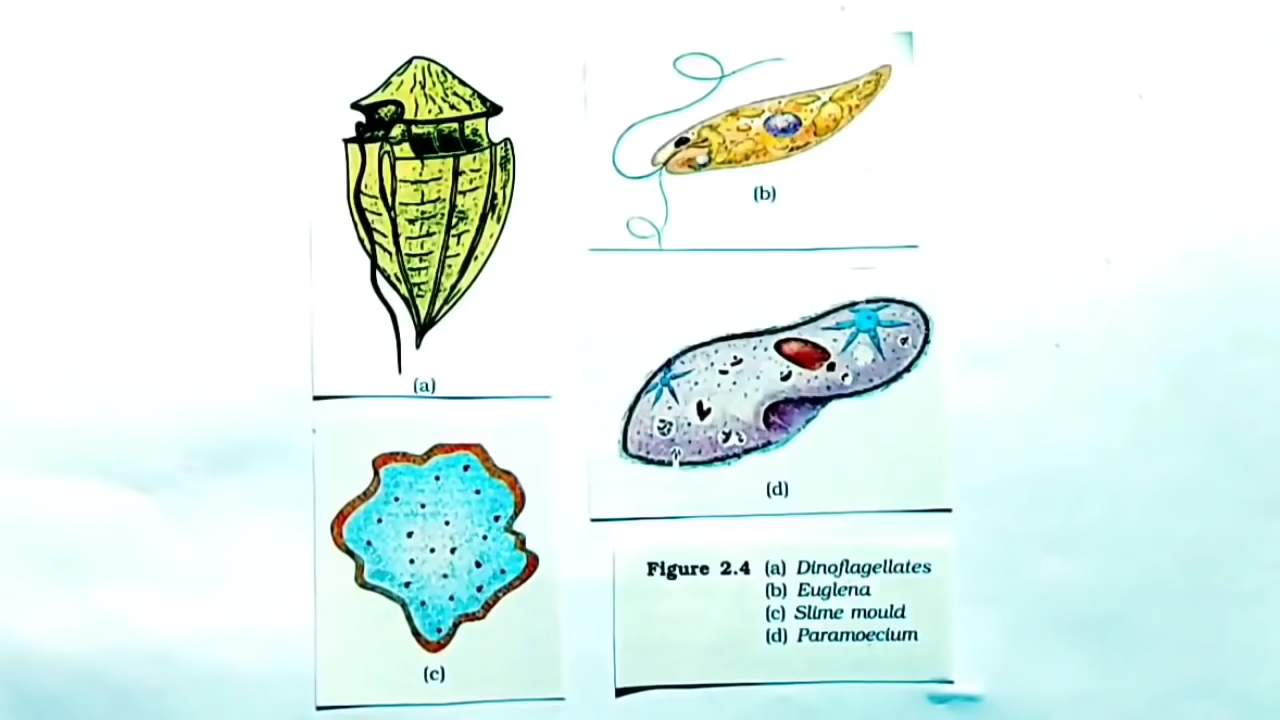 (a)
(b)
(c)
(d)
Figure 2.4 (a) Dinoflagellates
(b) Euglena
(c) Slime mould
(d) Paramoecium